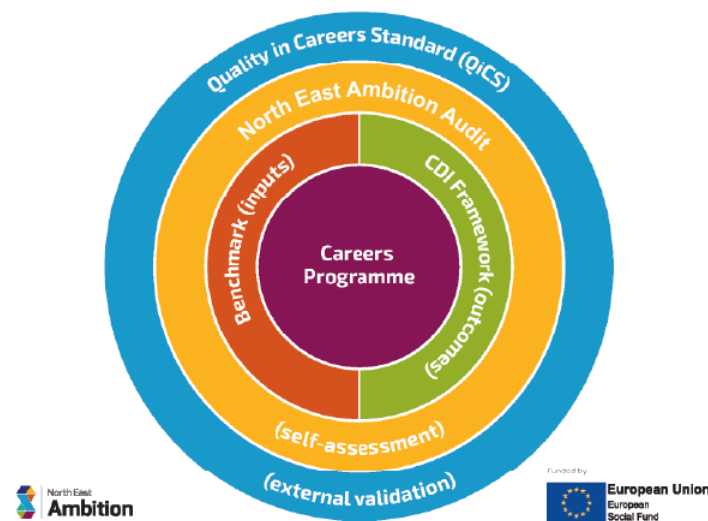 Quality in Careers Standard (QiCS)
North East Ambition Audit
Benchmark (inputs)
CDI Framework (outcomes)
Careers
Programme
(self-assessment)
(external validation)
North East
Ambition
Funded by
European Union
European
Social Fund